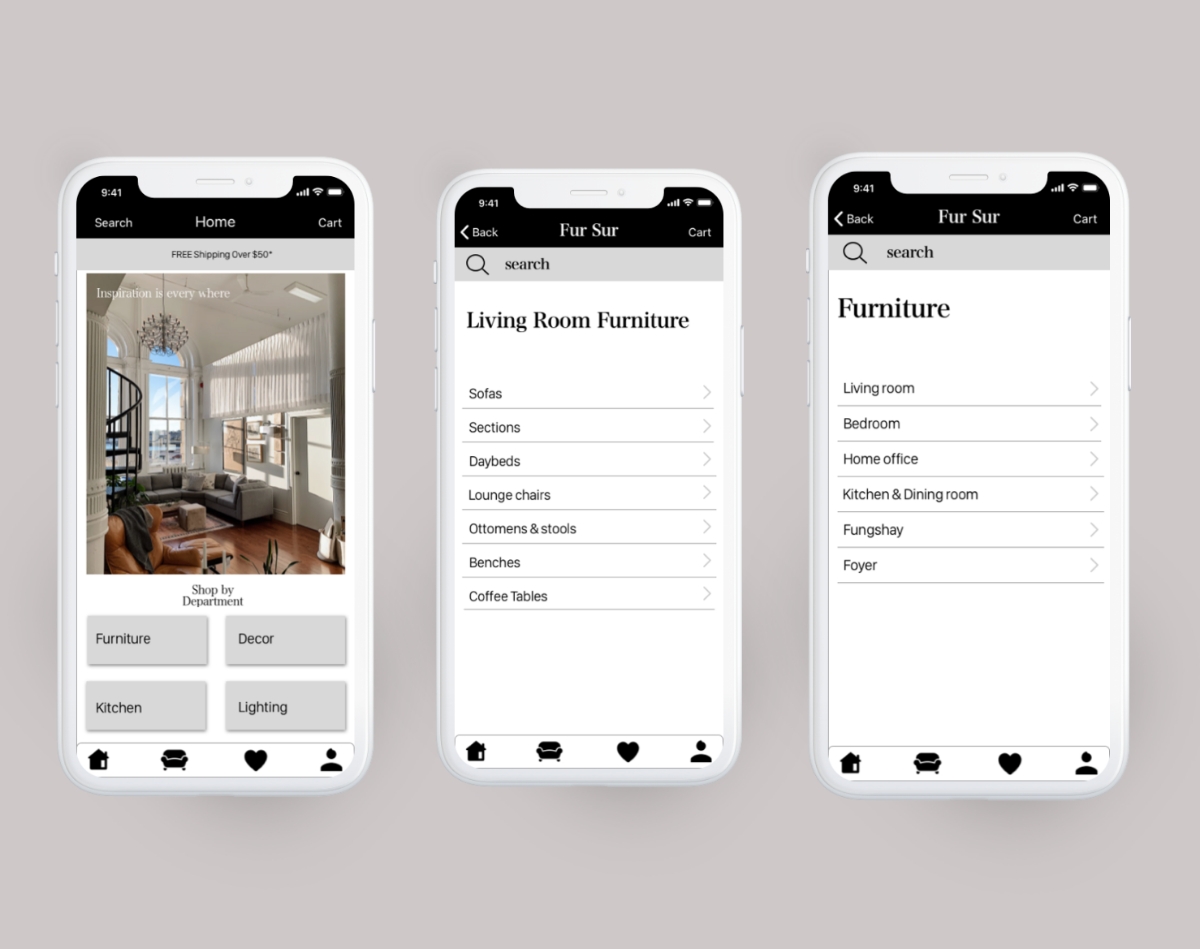 9:41
Search Home Cart
FREE Shipping Over $50*
Inspiration is every where
Shop by
Department
Furniture Decor
Kitchen Lighting
9:41
Back Fur Sur Cart
search
Living Room Furniture
Sofas
Sections
Daybeds
Lounge chairs
Ottomens & stools
Benches
Coffee Tables
9:41
Back Fur Sur Cart
search
Furniture
Living room
Bedroom
Home office
Kitchen & Dining room
Fungshay
Foyer